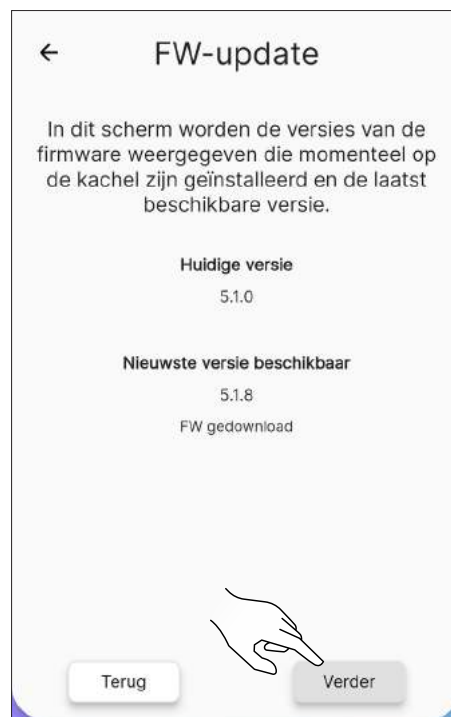 FW-update
In dit scherm worden de versies van de
firmware weergegeven die momenteel op
de kachel zijn geïnstalleerd en de laatst
beschikbare versie.
Huidige versie
5.1.0
Nieuwste versie beschikbaar
5.1.8
FW gedownload
Terug
Verder